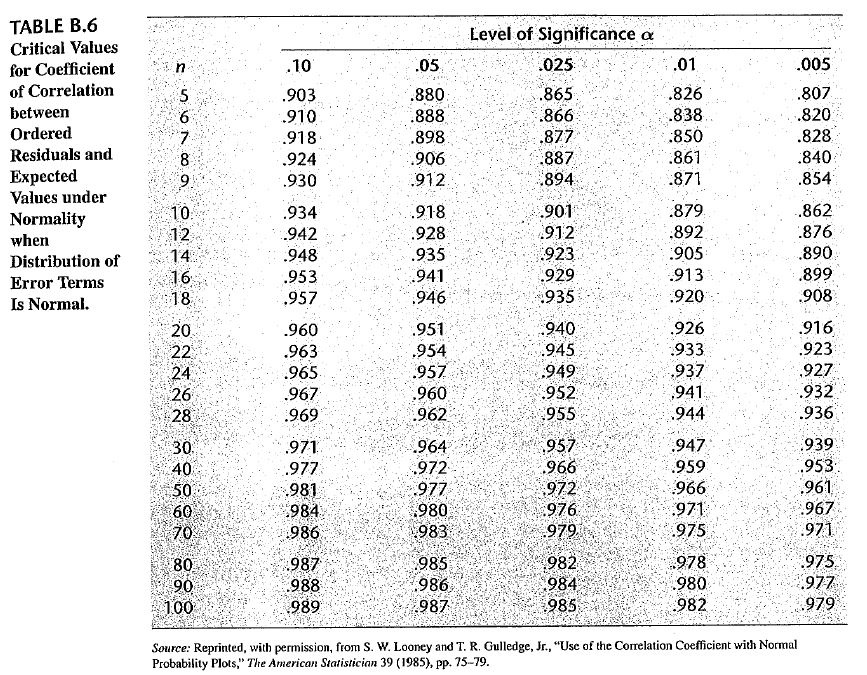 TABLE B.6
Critical Values
for Coefficient
of Correlation
between
Ordered
Residuals and
Expected
Values under
Normality
when
Distribution of
Error Terms
Is Normal.
Level of Significance α
n .10 .05 .025 .01 .005
5 .903 .880 .865 .826 .807
6 .910 .888 .866 .838 .820
7 .918 .898 .877 .850 .828
8 .924 .906 .887 .861 .840
9 .930 .912 .894 .871 .854
10 .934 .918 .901 .879 .862
12 .942 .928 .912 .892 .876
14 .948 .935 .923 .905 .890
16 .953 .941 .929 .913 .899
18 .957 .946 .935 .920 .908
20 .960 .951 .940 .926 .916
22 .963 .954 .945 .933 .923
24 .965 .957 .949 .937 .927
26 .967 .960 .952 .941 .932
28 .969 .962 .955 .944 .936
30 .971 .964 .957 .947 .939
40 .977 .972 .966 .959 .953
50 .981 .977 .972 .966 .961
60 .984 .980 .976 .971 .967
70 .986 .983 .979 .975 .971
80 .987 .985 .982 .978 .975
90 .988 .986 .984 .980 .977
100 .989 .987 .985 .982 .979
Source: Reprinted, with permission, from S. W. Looney and T. R. Gulledge, Jr., "Use of the Correlation Coefficient with Normal
Probability Plots," The American Statistician 39 (1985), pp. 75–79.